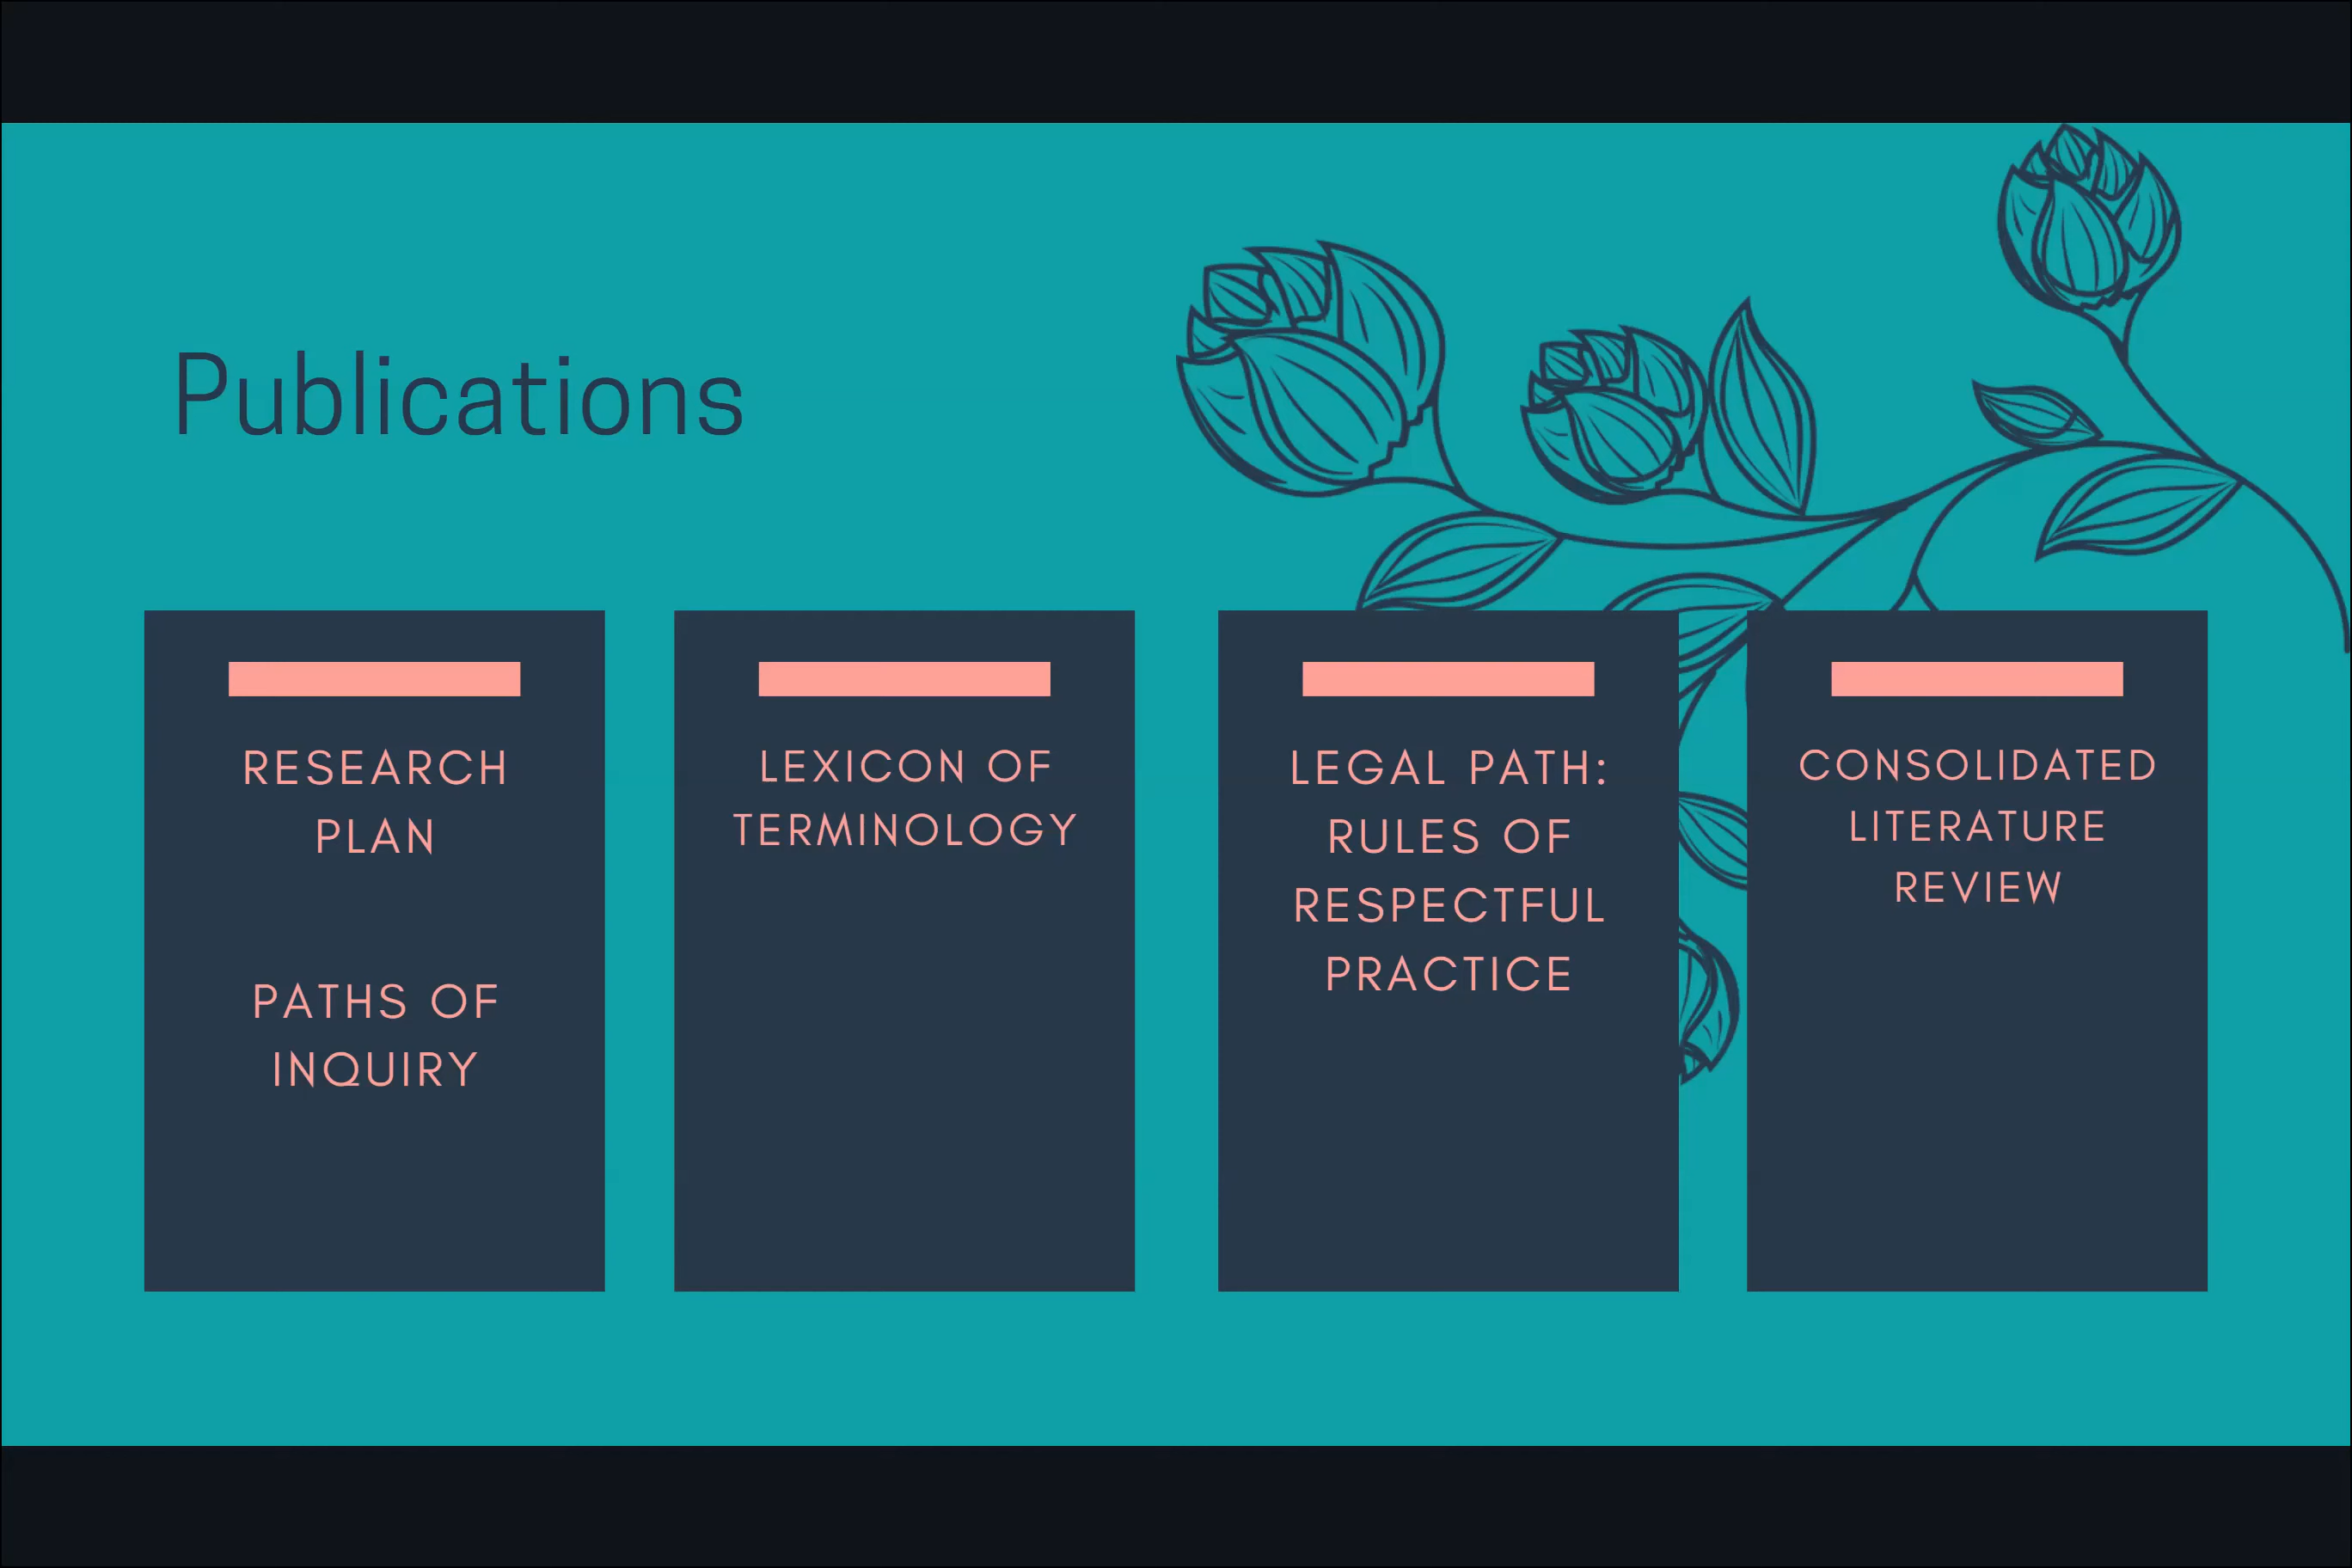 Publications
RESEARCH
PLAN
PATHS OF
INQUIRY
LEXICON OF
TERMINOLOGY
LEGAL PATH:
RULES OF
RESPECTFUL
PRACTICE
CONSOLIDATED
LITERATURE
REVIEW